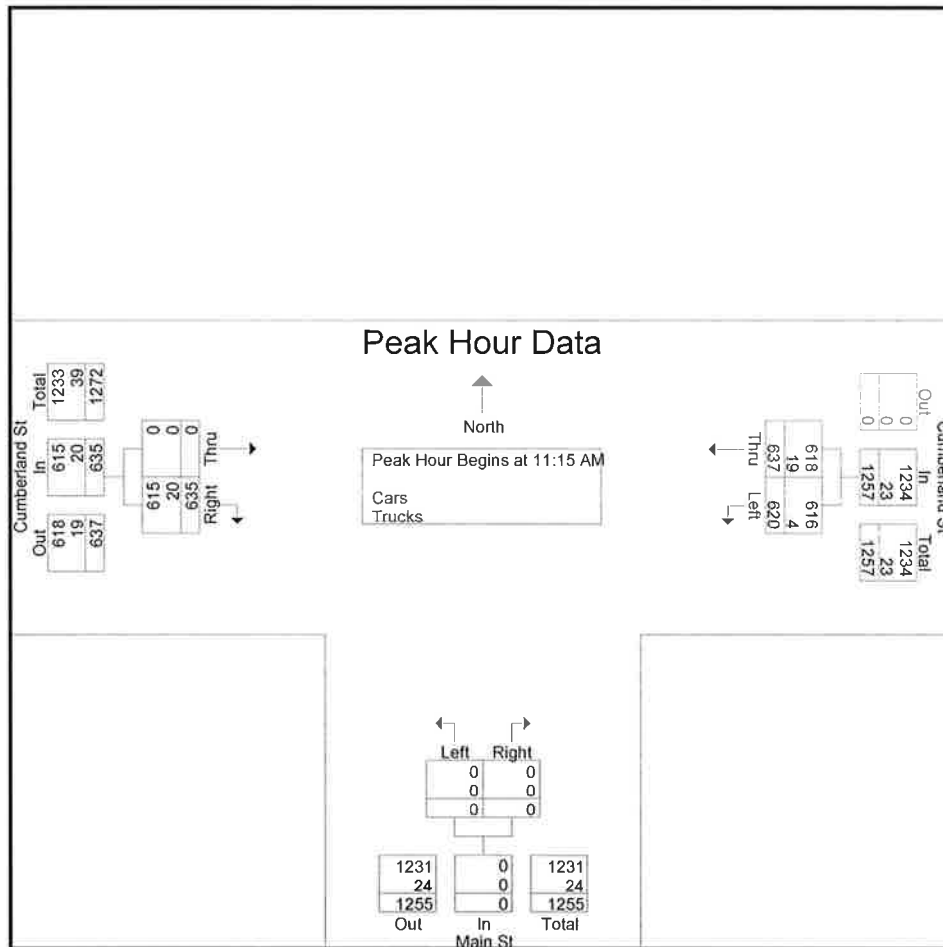 Peak Hour Data
North
Peak Hour Begins at 11:15 AM
Cars
Trucks
Cumberland St
Out In Total
618 615 1233
19 20 39
637 635 1272
615 0
20 0
635 0
Right Thru
Cumberland St
Out In Total
0 1234 1234
0 23 23
0 1257 1257
618 616
19 4
637 620
Thru Left
Left Right
0 0
0 0
0 0
1231 0 1231
24 0 24
1255 0 1255
Out In Total
Main St